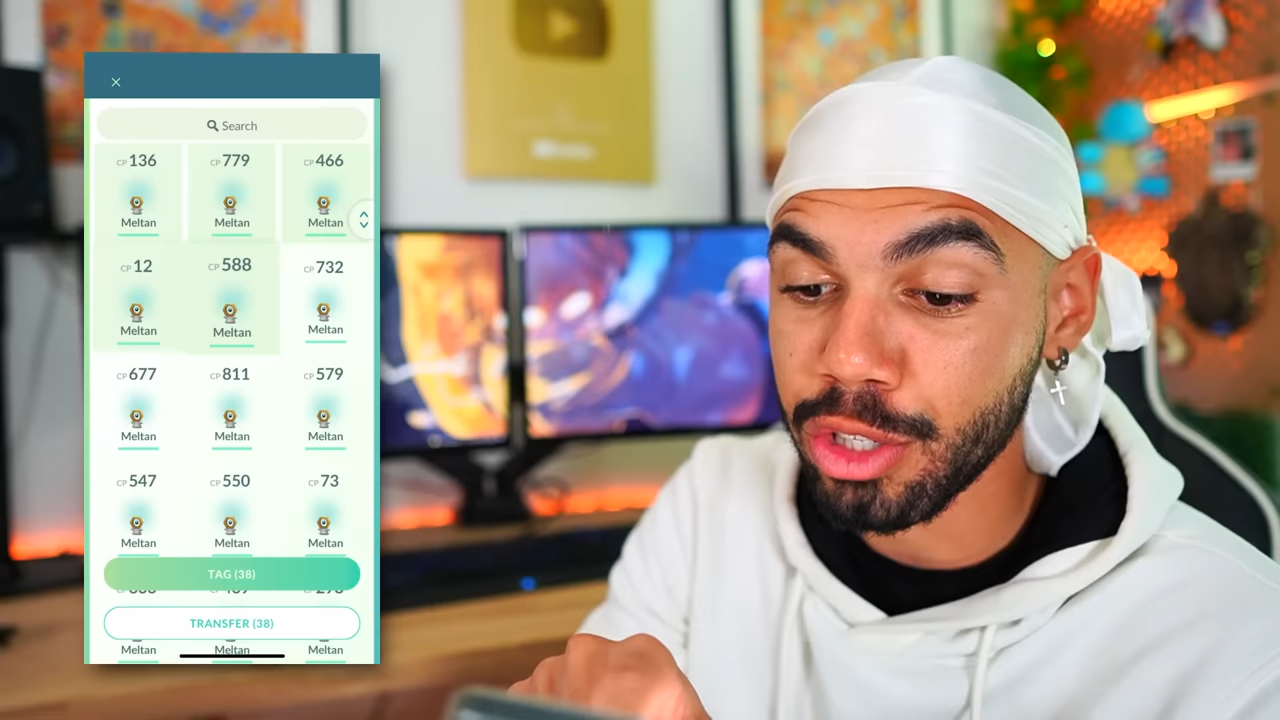 ×
Search
CP 136 CP 779 CP 466
Meltan Meltan Meltan
CP 12 CP 588 CP 732
Meltan Meltan Meltan
CP 677 CP 811 CP 579
Meltan Meltan Meltan
CP 547 CP 550 CP 73
Meltan Meltan Meltan
TAG (38)
TRANSFER (38)
Meltan Meltan Meltan